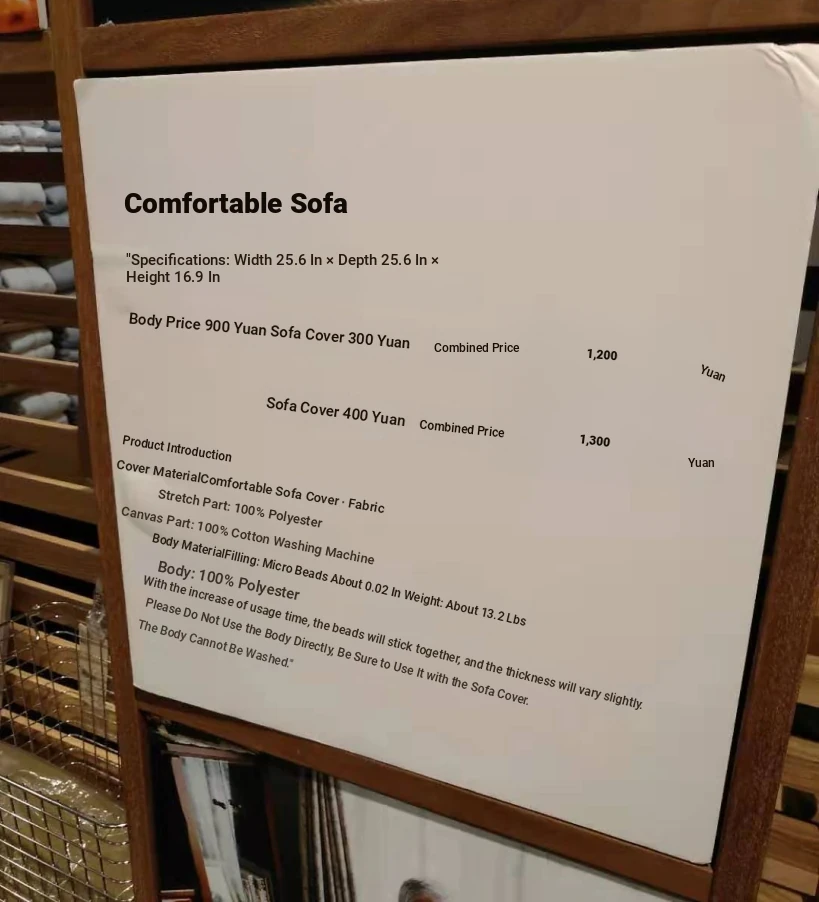 Comfortable Sofa
"Specifications: Width 25.6 In × Depth 25.6 In ×
Height 16.9 In
Body Price 900 Yuan Sofa Cover 300 Yuan Combined Price 1,200 Yuan
Sofa Cover 400 Yuan Combined Price 1,300 Yuan
Product Introduction
Cover MaterialComfortable Sofa Cover · Fabric
Stretch Part: 100% Polyester
Canvas Part: 100% Cotton Washing Machine
Body MaterialFilling: Micro Beads About 0.02 In Weight: About 13.2 Lbs
Body: 100% Polyester
With the increase of usage time, the beads will stick together, and the thickness will vary slightly.
Please Do Not Use the Body Directly, Be Sure to Use It with the Sofa Cover.
The Body Cannot Be Washed."